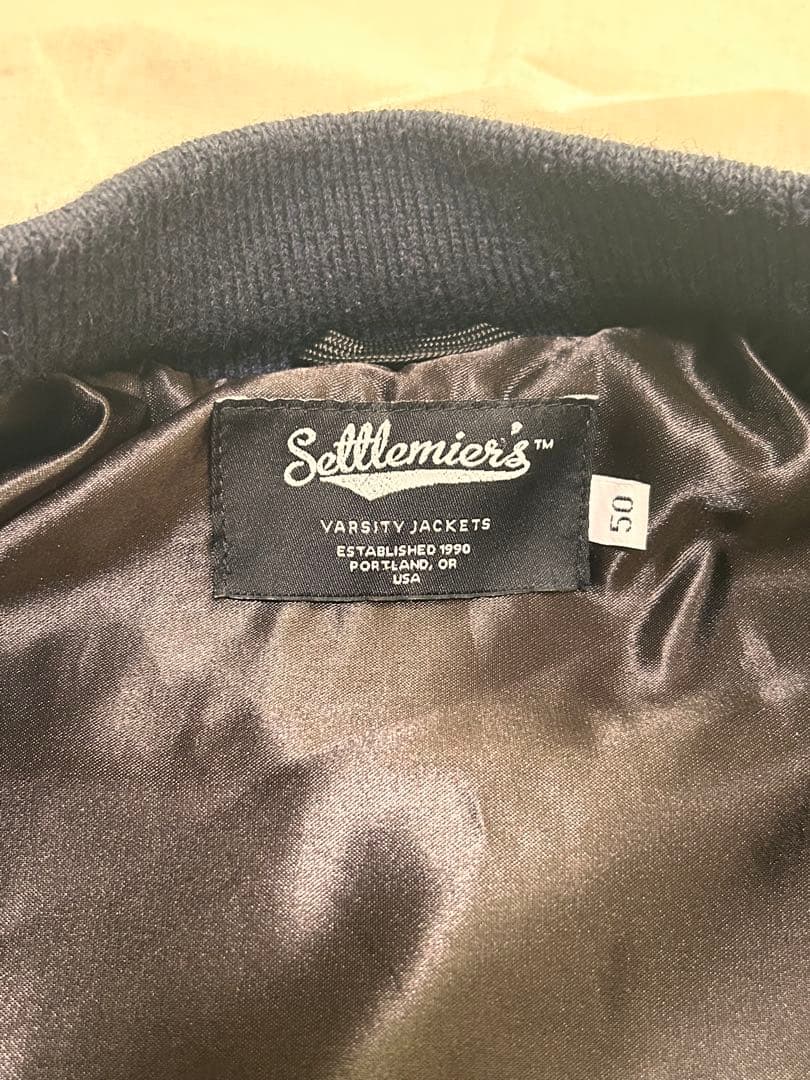 Settlemier's™
VARSITY JACKETS
ESTABLISHED 1990
PORTLAND, OR
USA
50